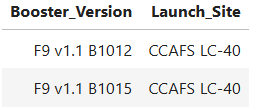 Booster_Version Launch_Site
F9 v1.1 B1012 CCAFS LC-40
F9 v1.1 B1015 CCAFS LC-40